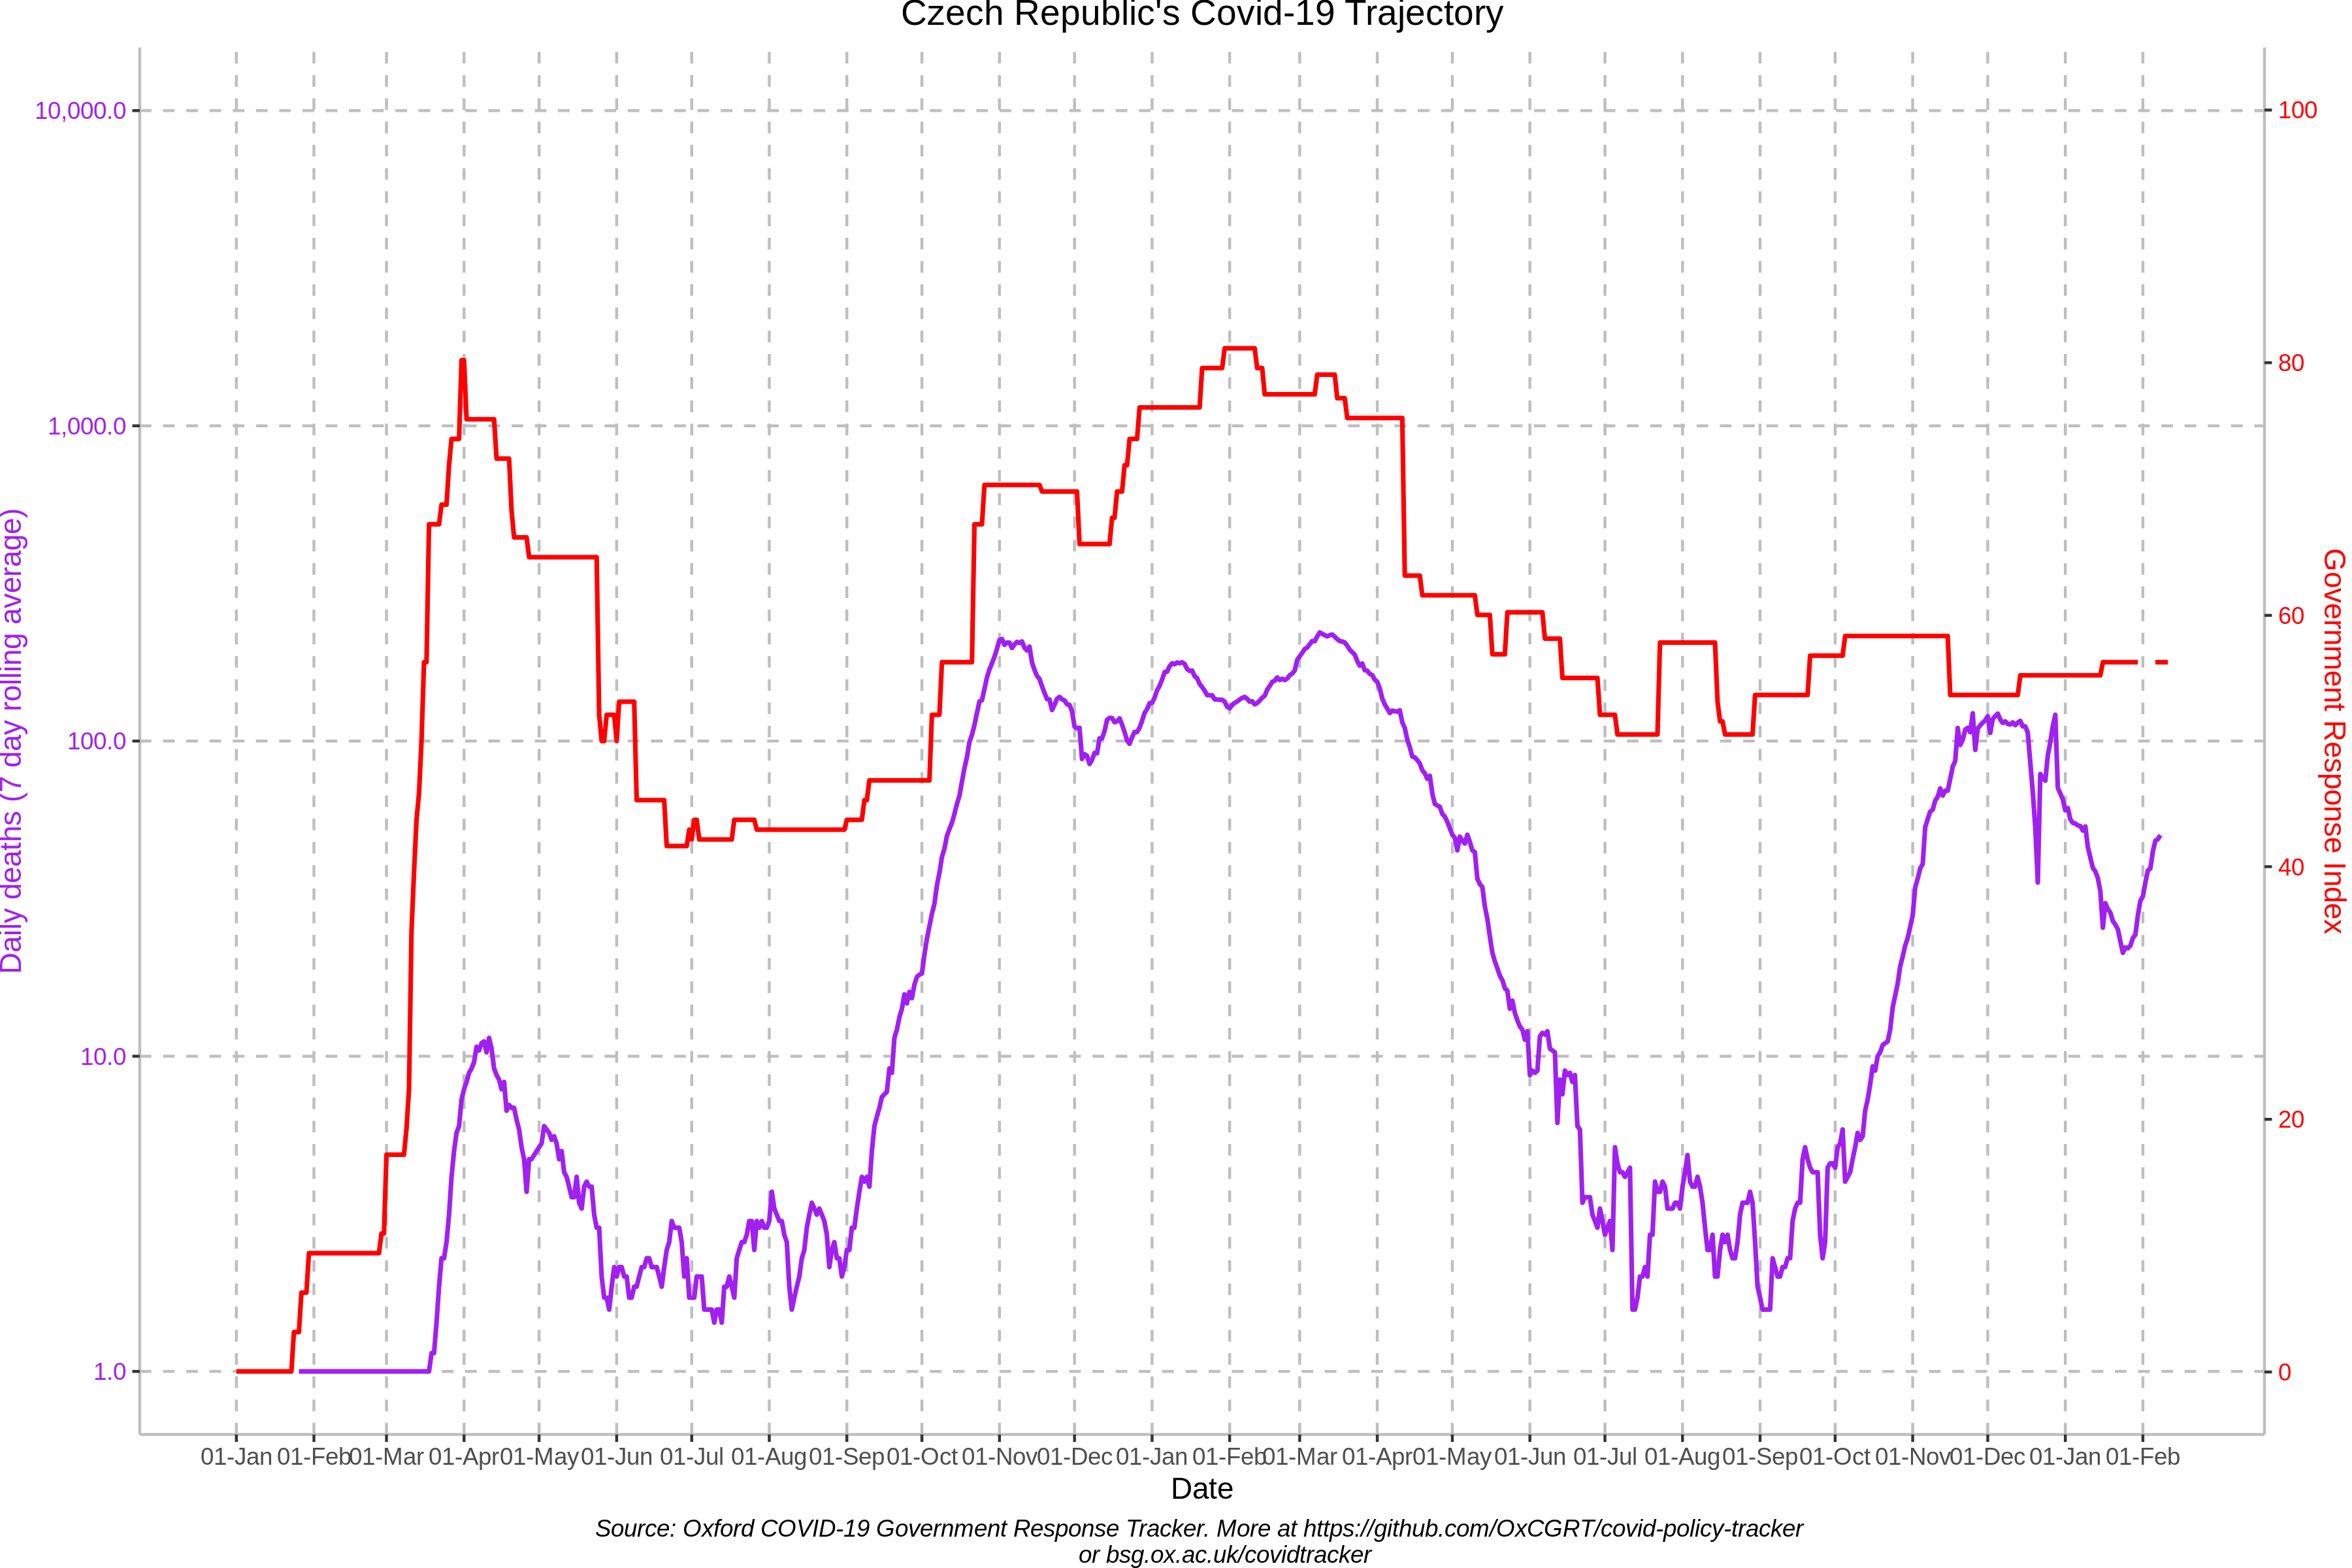 Czech Republic's Covid-19 Trajectory
Daily deaths (7 day rolling average)
10,000.0
1,000.0
100.0
10.0
1.0
100
80
60
40
20
0
Government Response Index
01-Jan 01-Feb 01-Mar 01-Apr 01-May 01-Jun 01-Jul 01-Aug 01-Sep 01-Oct 01-Nov 01-Dec 01-Jan 01-Feb 01-Mar 01-Apr 01-May 01-Jun 01-Jul 01-Aug 01-Sep 01-Oct 01-Nov 01-Dec 01-Jan 01-Feb
Date
Source: Oxford COVID-19 Government Response Tracker. More at https://github.com/OxCGRT/covid-policy-tracker
or bsg.ox.ac.uk/covidtracker